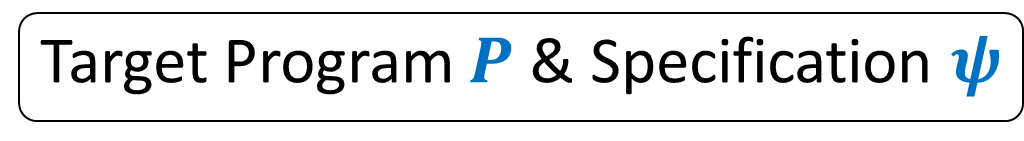 Target Program P & Specification ψ